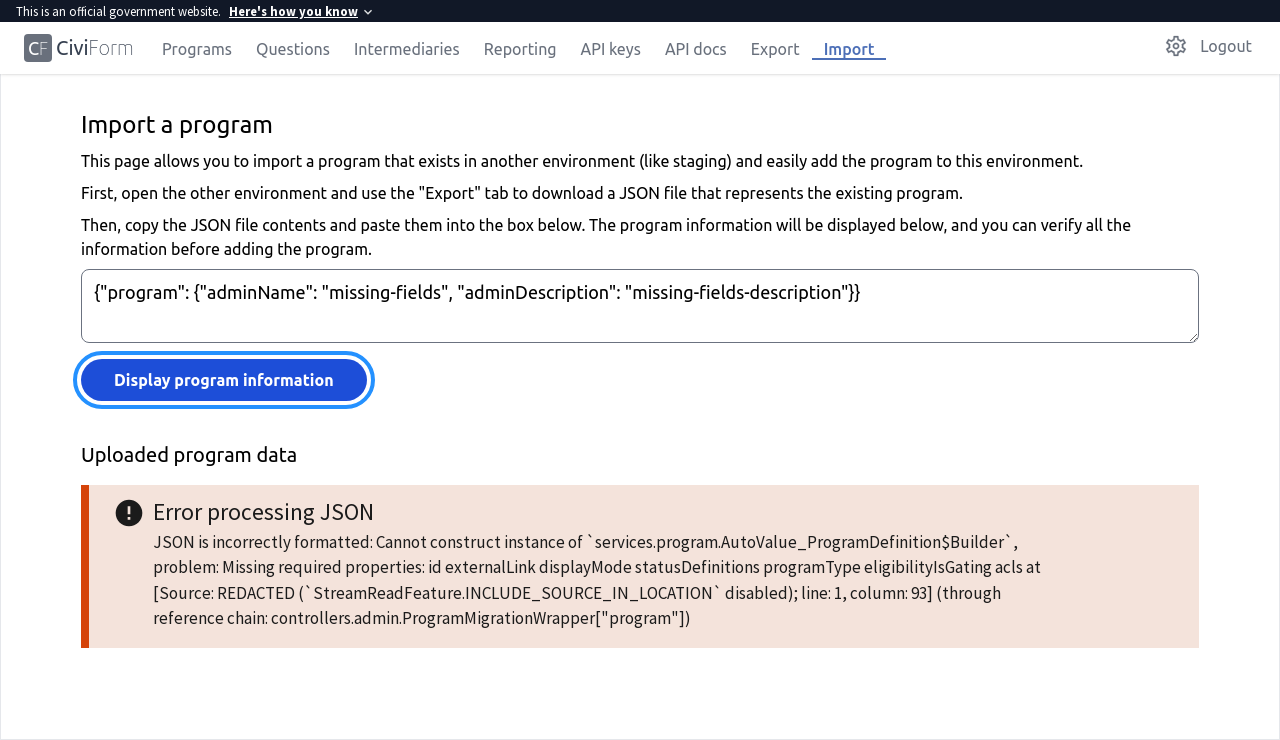 This is an official government website. Here's how you know
CF CiviForm Programs Questions Intermediaries Reporting API keys API docs Export Import Logout
Import a program
This page allows you to import a program that exists in another environment (like staging) and easily add the program to this environment.
First, open the other environment and use the "Export" tab to download a JSON file that represents the existing program.
Then, copy the JSON file contents and paste them into the box below. The program information will be displayed below, and you can verify all the
information before adding the program.
{"program": {"adminName": "missing-fields", "adminDescription": "missing-fields-description"}}
Display program information
Uploaded program data
Error processing JSON
JSON is incorrectly formatted: Cannot construct instance of `services.program.AutoValue_ProgramDefinition$Builder`,
problem: Missing required properties: id externalLink displayMode statusDefinitions programType eligibilityIsGating acls at
[Source: REDACTED (`StreamReadFeature.INCLUDE_SOURCE_IN_LOCATION` disabled); line: 1, column: 93] (through
reference chain: controllers.admin.ProgramMigrationWrapper["program"])